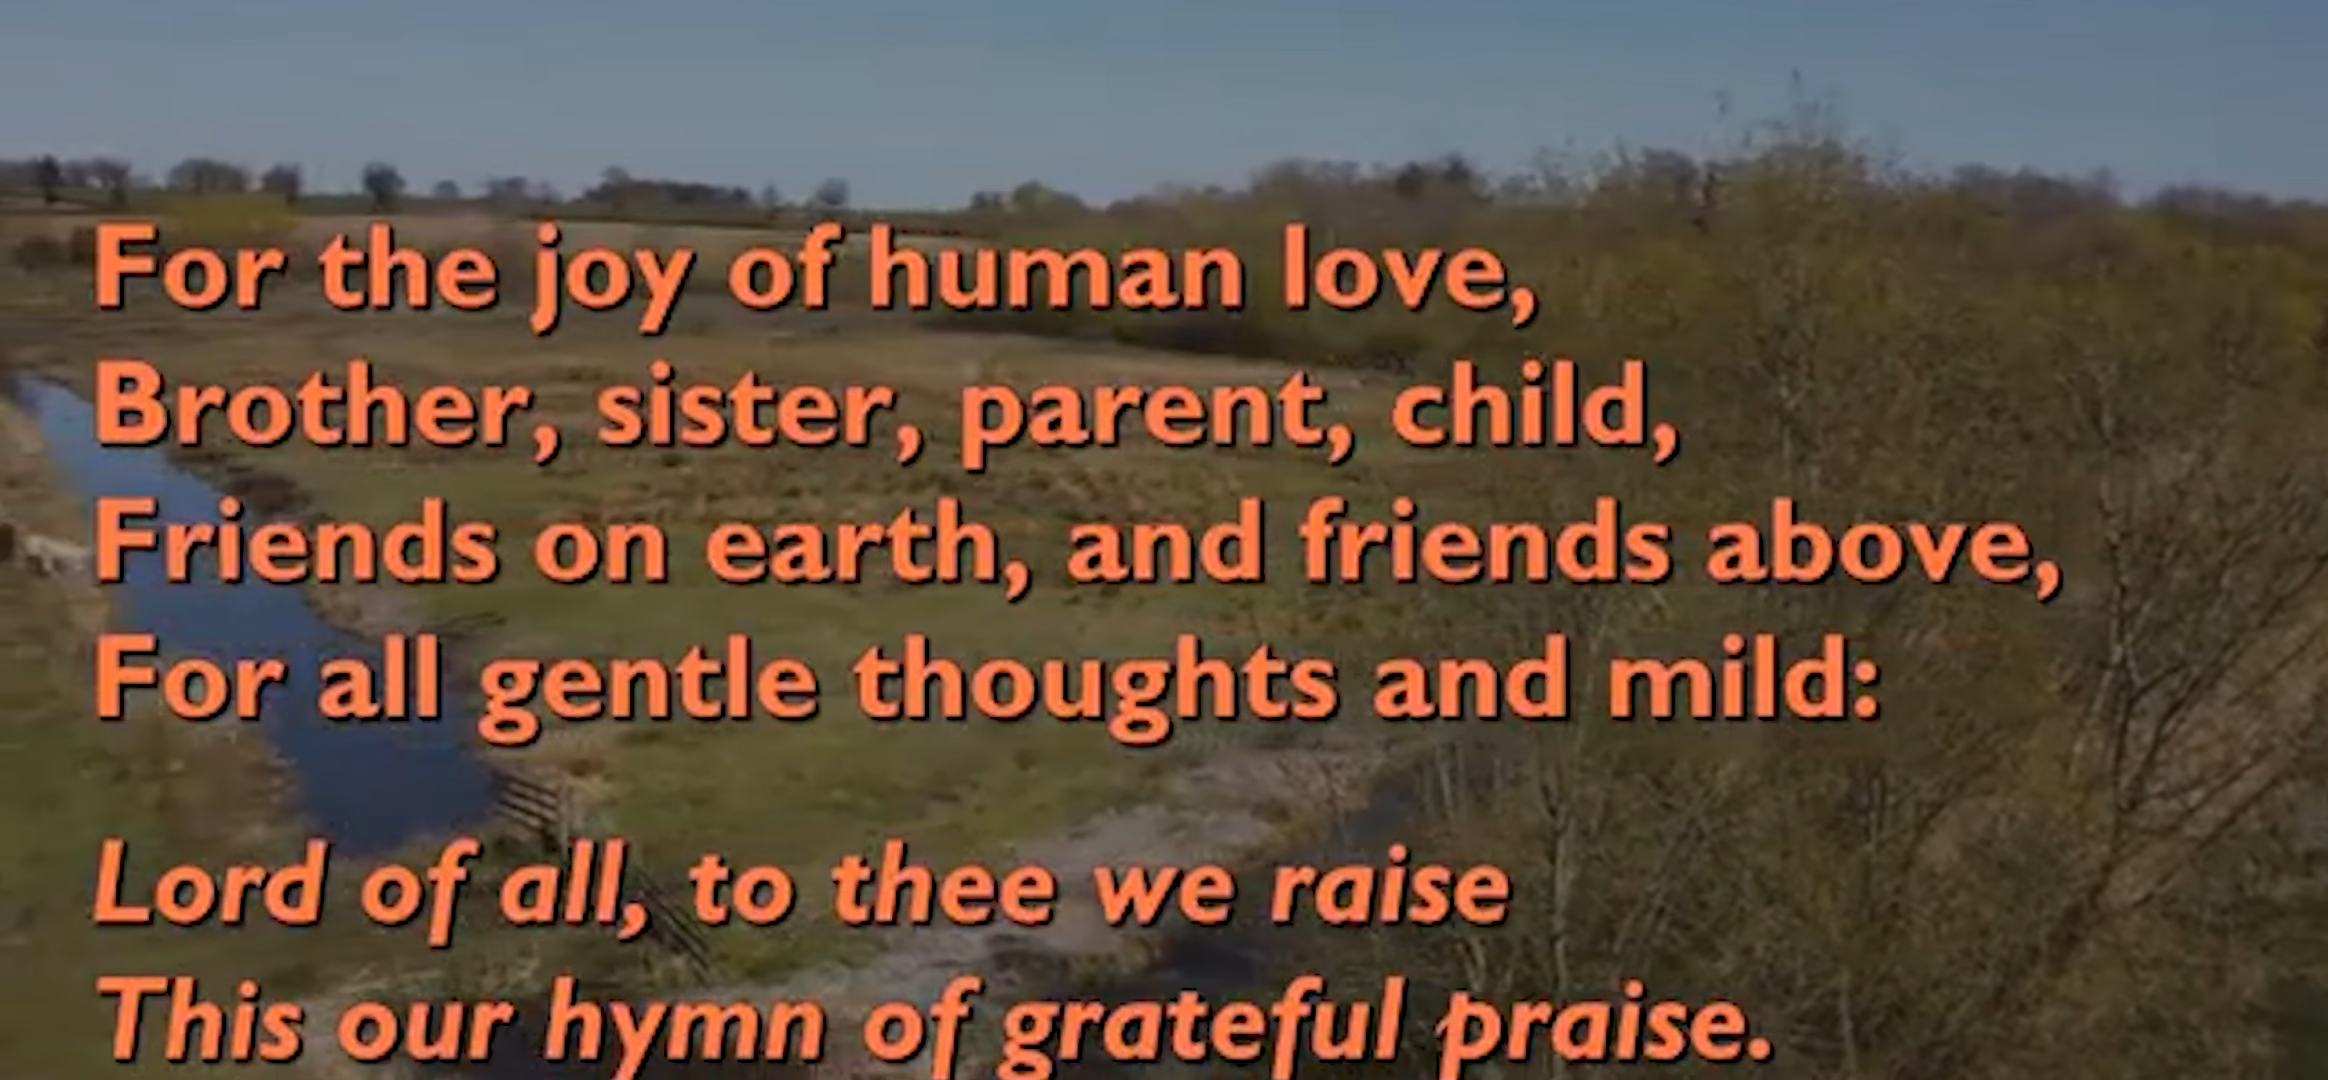 For the joy of human love,
Brother, sister, parent, child,
Friends on earth, and friends above,
For all gentle thoughts and mild:
Lord of all, to thee we raise
This our hymn of grateful praise.